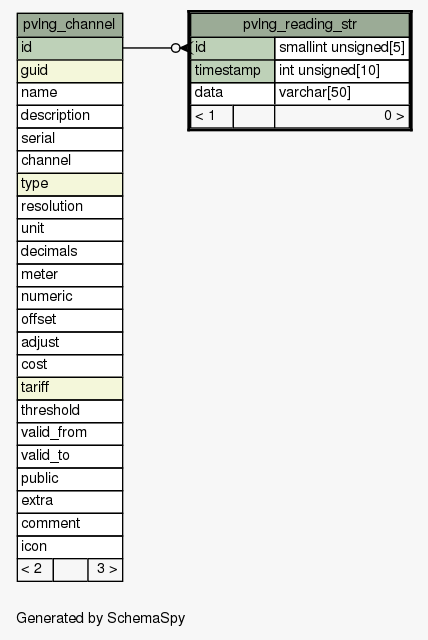 pvlng_channel
id
guid
name
description
serial
channel
type
resolution
unit
decimals
meter
numeric
offset
adjust
cost
tariff
threshold
valid_from
valid_to
public
extra
comment
icon
< 2 3 >
pvlng_reading_str
id smallint unsigned[5]
timestamp int unsigned[10]
data varchar[50]
< 1 0 >
Generated by SchemaSpy